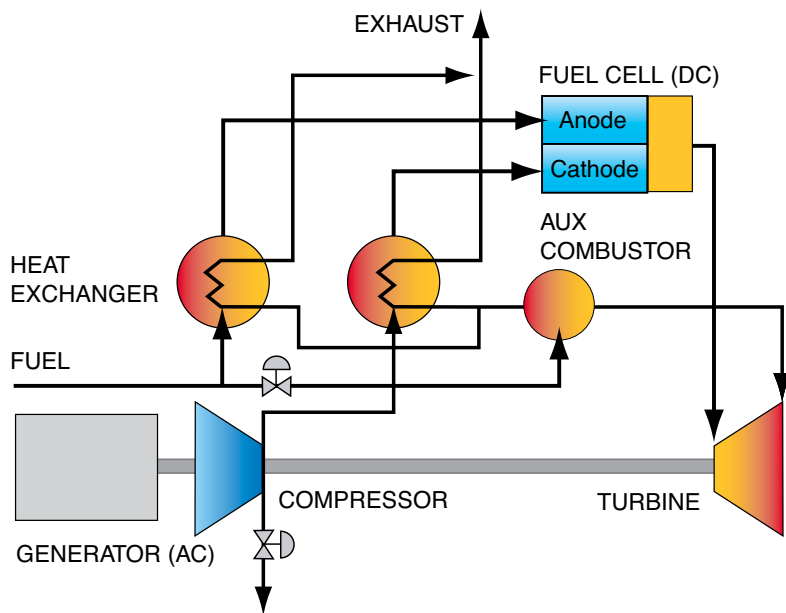 EXHAUST
FUEL CELL (DC)
Anode
Cathode
AUX
COMBUSTOR
HEAT
EXCHANGER
FUEL
COMPRESSOR
TURBINE
GENERATOR (AC)